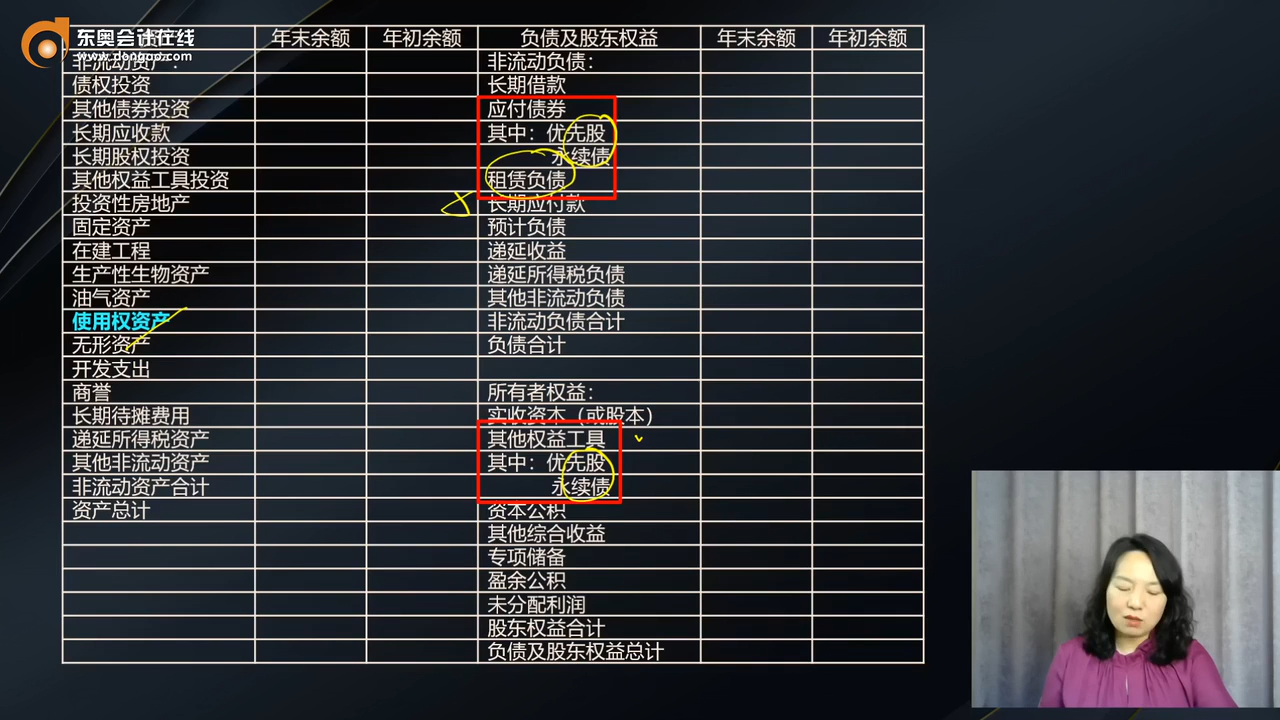 东奥会计在线
www.dongao.com
年末余额 年初余额 负债及股东权益 年末余额 年初余额
非流动资产: 非流动负债:
债权投资 长期借款
其他债券投资 应付债券
长期应收款 其中: 优先股
长期股权投资 永续债
其他权益工具投资 租赁负债
投资性房地产 长期应付款
固定资产 预计负债
在建工程 递延收益
生产性生物资产 递延所得税负债
油气资产 其他非流动负债
使用权资产 非流动负债合计
无形资产 负债合计
开发支出
商誉 所有者权益:
长期待摊费用 实收资本（或股本）
递延所得税资产 其他权益工具
其他非流动资产 其中: 优先股
非流动资产合计 永续债
资产总计 资本公积
其他综合收益
专项储备
盈余公积
未分配利润
股东权益合计
负债及股东权益总计